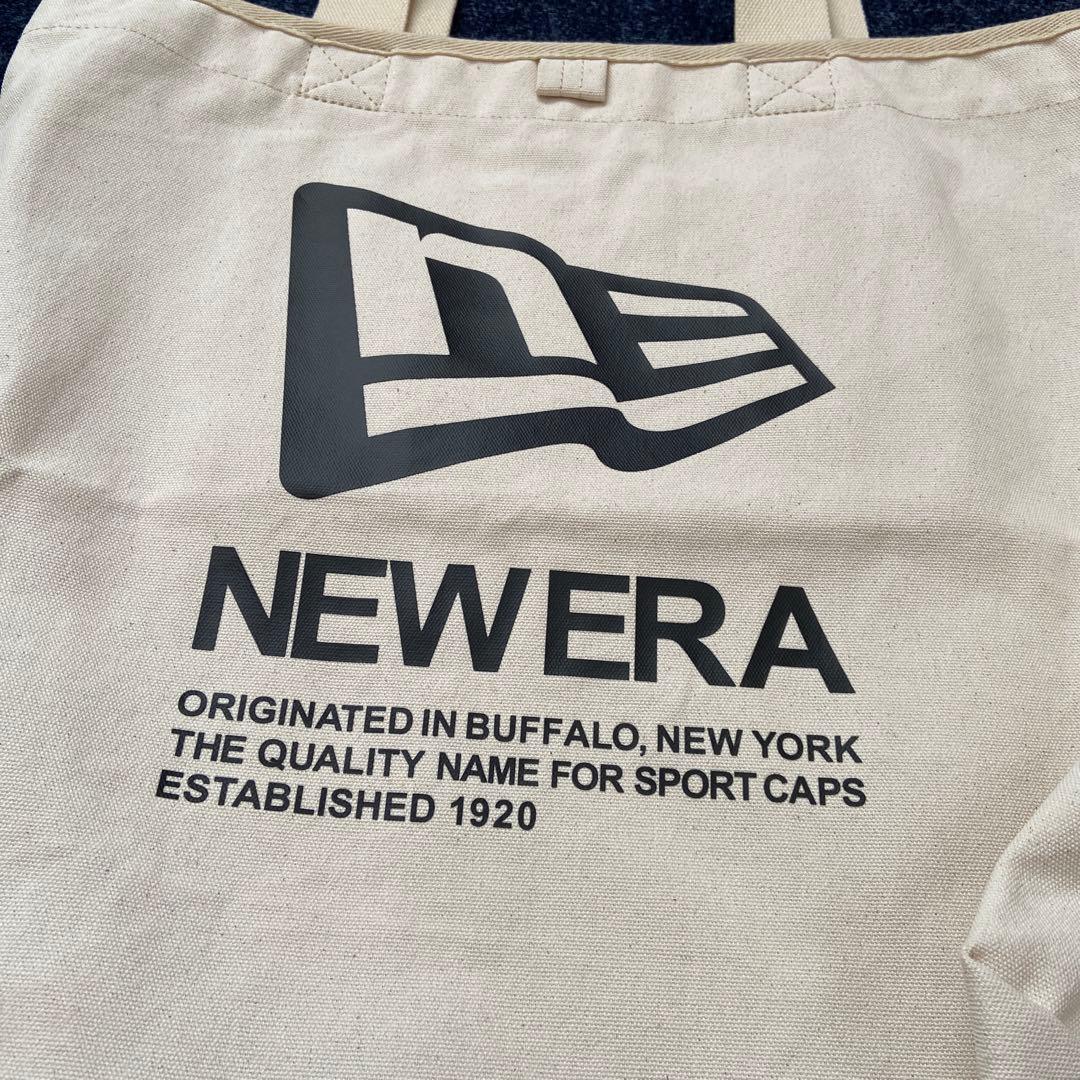 NEW ERA
ORIGINATED IN BUFFALO, NEW YORK
THE QUALITY NAME FOR SPORT CAPS
ESTABLISHED 1920